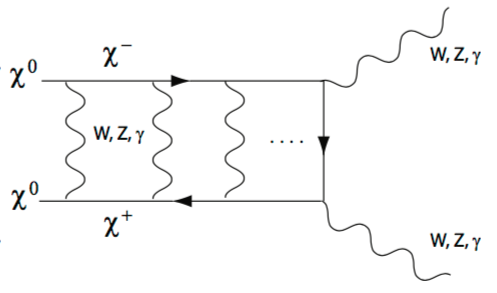 χ⁻
W, Z, γ
χ⁰
W, Z, γ
....
χ⁰
χ⁺
W, Z, γ